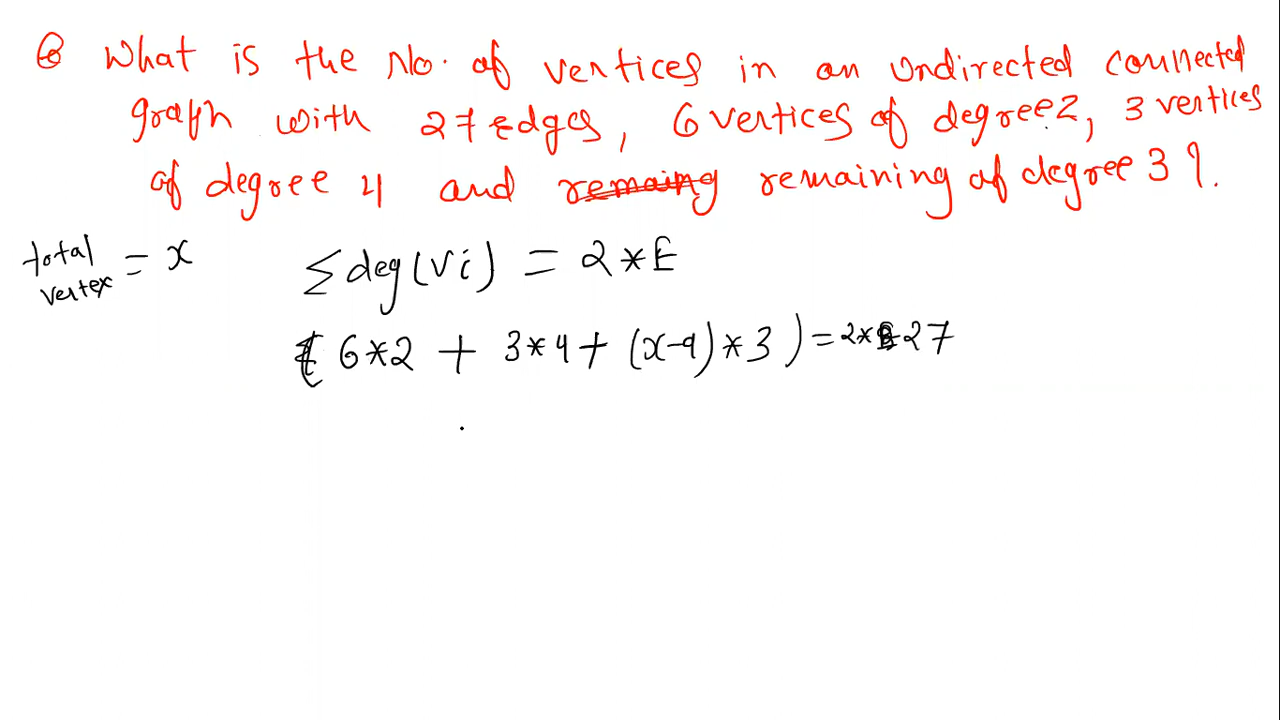 Q What is the No. of vertices in an undirected connected
graph with 27 edges, 6 vertices of degree 2, 3 vertices
of degree 4 and remaining remaining of degree 3 ?.
total vertex = x
Σ deg(Vi) = 2*E
( 6*2 + 3*4 + (x-9)*3 ) = 2*27